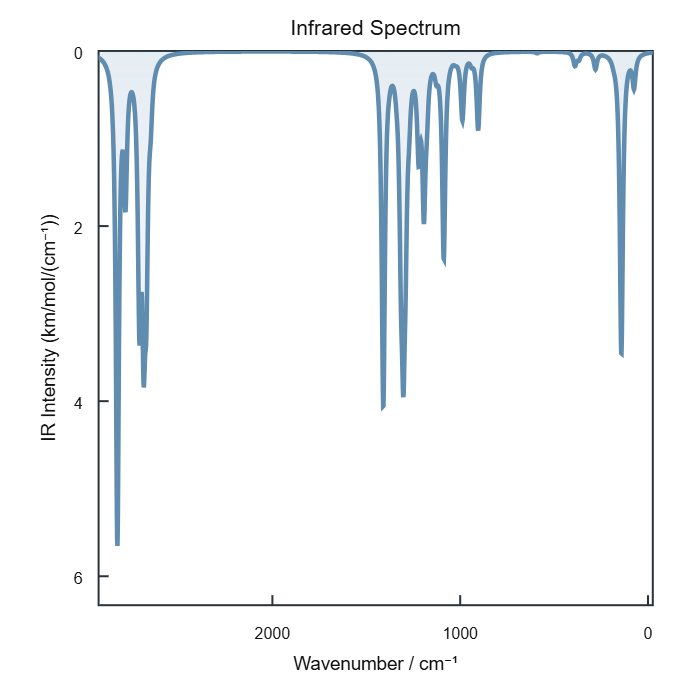 Infrared Spectrum
0
2
4
6
IR Intensity (km/mol/(cm⁻¹))
2000
1000
0
Wavenumber / cm⁻¹